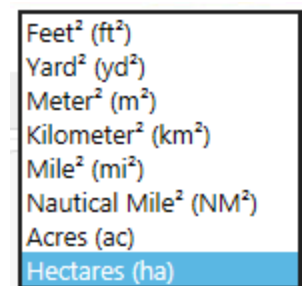 Feet² (ft²)
Yard² (yd²)
Meter² (m²)
Kilometer² (km²)
Mile² (mi²)
Nautical Mile² (NM²)
Acres (ac)
Hectares (ha)